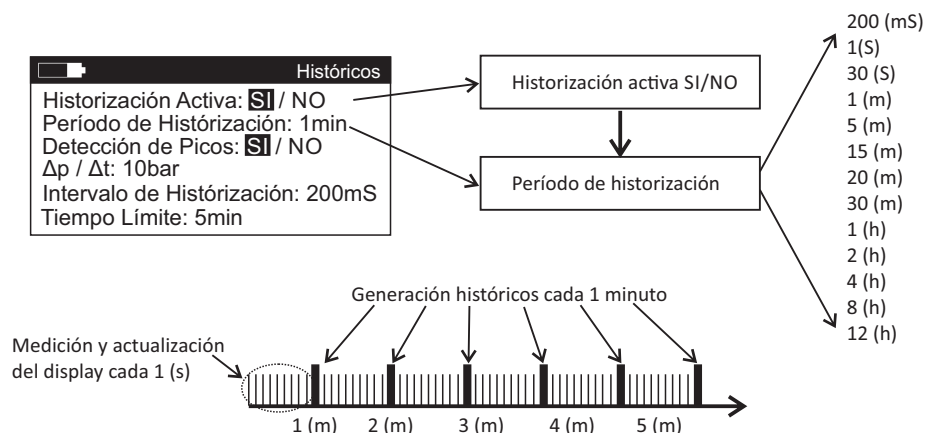 Históricos
Historización Activa: SI / NO
Período de Histórización: 1min
Detección de Picos: SI / NO
Δp / Δt: 10bar
Intervalo de Histórización: 200mS
Tiempo Límite: 5min
Historización activa SI/NO
Período de historización
200 (mS)
1(S)
30 (S)
1 (m)
5 (m)
15 (m)
20 (m)
30 (m)
1 (h)
2 (h)
4 (h)
8 (h)
12 (h)
Generación históricos cada 1 minuto
Medición y actualización
del display cada 1 (s)
1 (m) 2 (m) 3 (m) 4 (m) 5 (m)